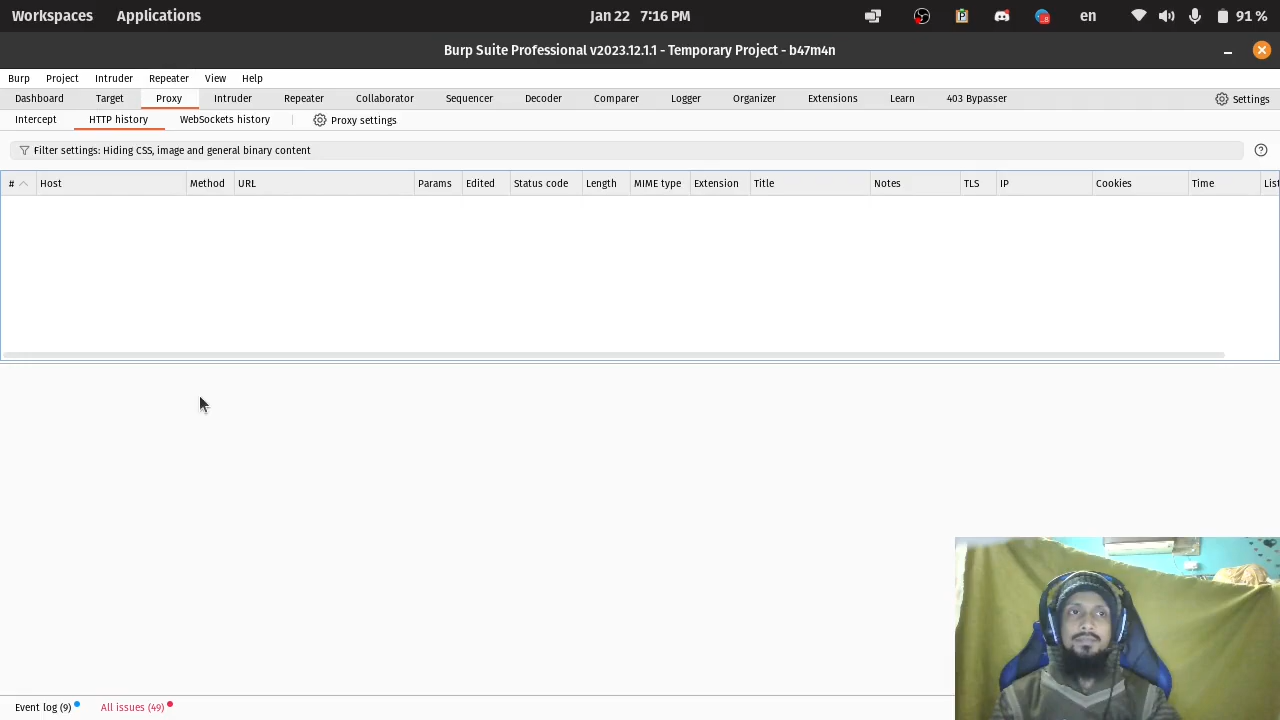 Workspaces Applications Jan 22 7:16 PM en 91 %
Burp Suite Professional v2023.12.1.1 - Temporary Project - b47m4n
Burp Project Intruder Repeater View Help
Dashboard Target Proxy Intruder Repeater Collaborator Sequencer Decoder Comparer Logger Organizer Extensions Learn 403 Bypasser Settings
Intercept HTTP history WebSockets history Proxy settings
Filter settings: Hiding CSS, image and general binary content
# Host Method URL Params Edited Status code Length MIME type Extension Title Notes TLS IP Cookies Time List
Event log (9) All issues (49)